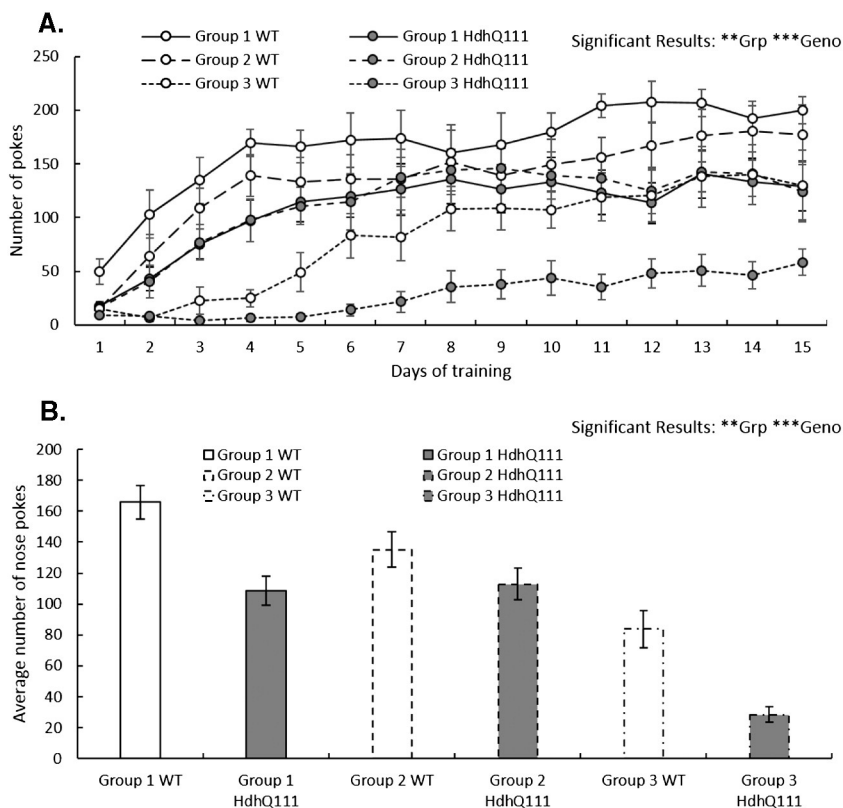 A.
Group 1 WT Group 1 HdhQ111
Group 2 WT Group 2 HdhQ111
Group 3 WT Group 3 HdhQ111
Significant Results: **Grp ***Geno
Number of pokes
250
200
150
100
50
0
1 2 3 4 5 6 7 8 9 10 11 12 13 14 15
Days of training
B.
Significant Results: **Grp ***Geno
Group 1 WT Group 1 HdhQ111
Group 2 WT Group 2 HdhQ111
Group 3 WT Group 3 HdhQ111
Average number of nose pokes
200
180
160
140
120
100
80
60
40
20
0
Group 1 WT Group 1 Group 2 WT Group 2 Group 3 WT Group 3
HdhQ111 HdhQ111 HdhQ111